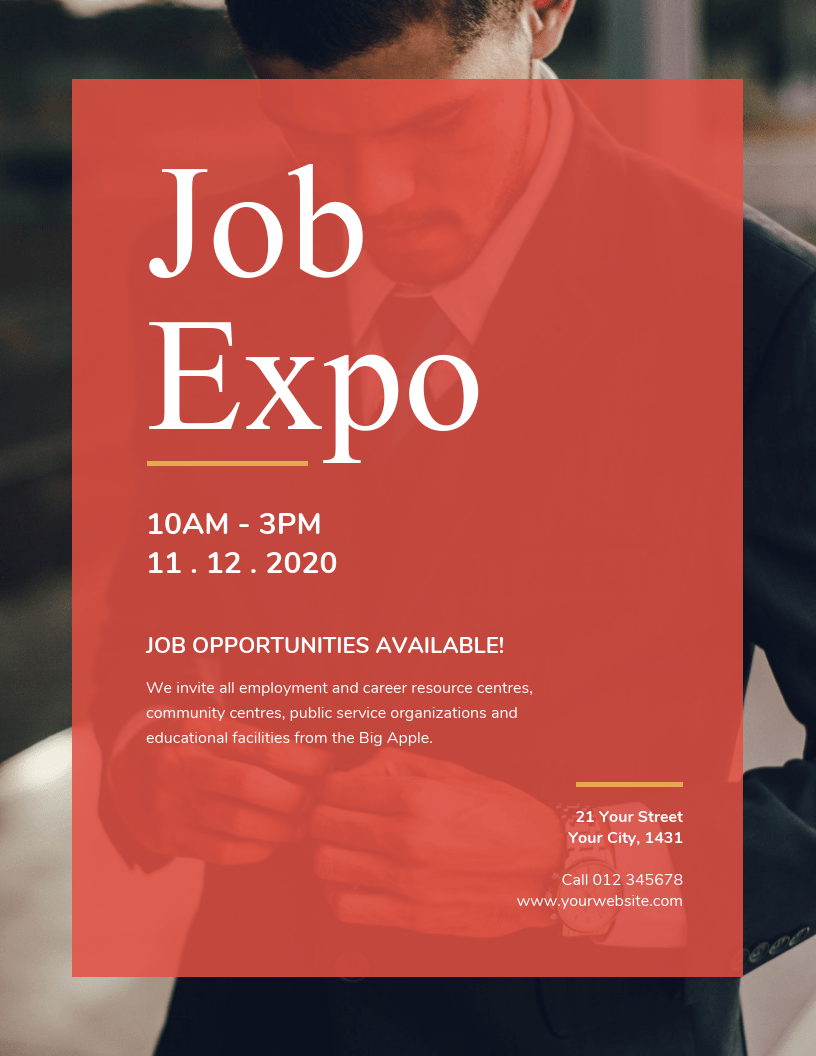 Job
Expo
10AM - 3PM
11 . 12 . 2020
JOB OPPORTUNITIES AVAILABLE!
We invite all employment and career resource centres,
community centres, public service organizations and
educational facilities from the Big Apple.
21 Your Street
Your City, 1431
Call 012 345678
www.yourwebsite.com